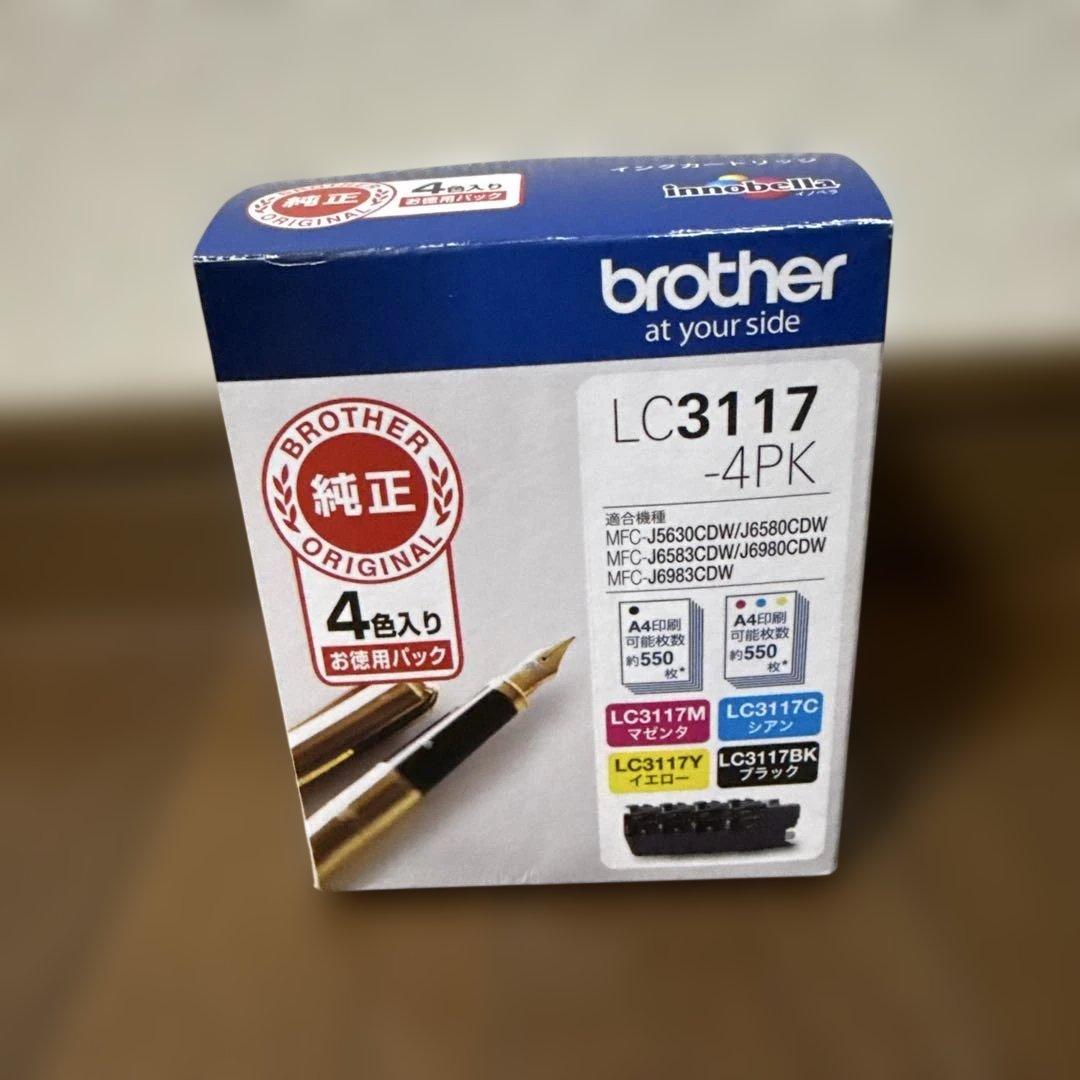 インクカートリッジ
innobella
イノベラ
BROTHER
純正
ORIGINAL
4色入り
お徳用パック
brother
at your side
BROTHER
純正
ORIGINAL
4色入り
お徳用パック
LC3117
-4PK
適合機種
MFC-J5630CDW/J6580CDW
MFC-J6583CDW/J6980CDW
MFC-J6983CDW
A4印刷
可能枚数
約550
枚*
A4印刷
可能枚数
約550
枚*
LC3117M
マゼンタ
LC3117C
シアン
LC3117Y
イエロー
LC3117BK
ブラック